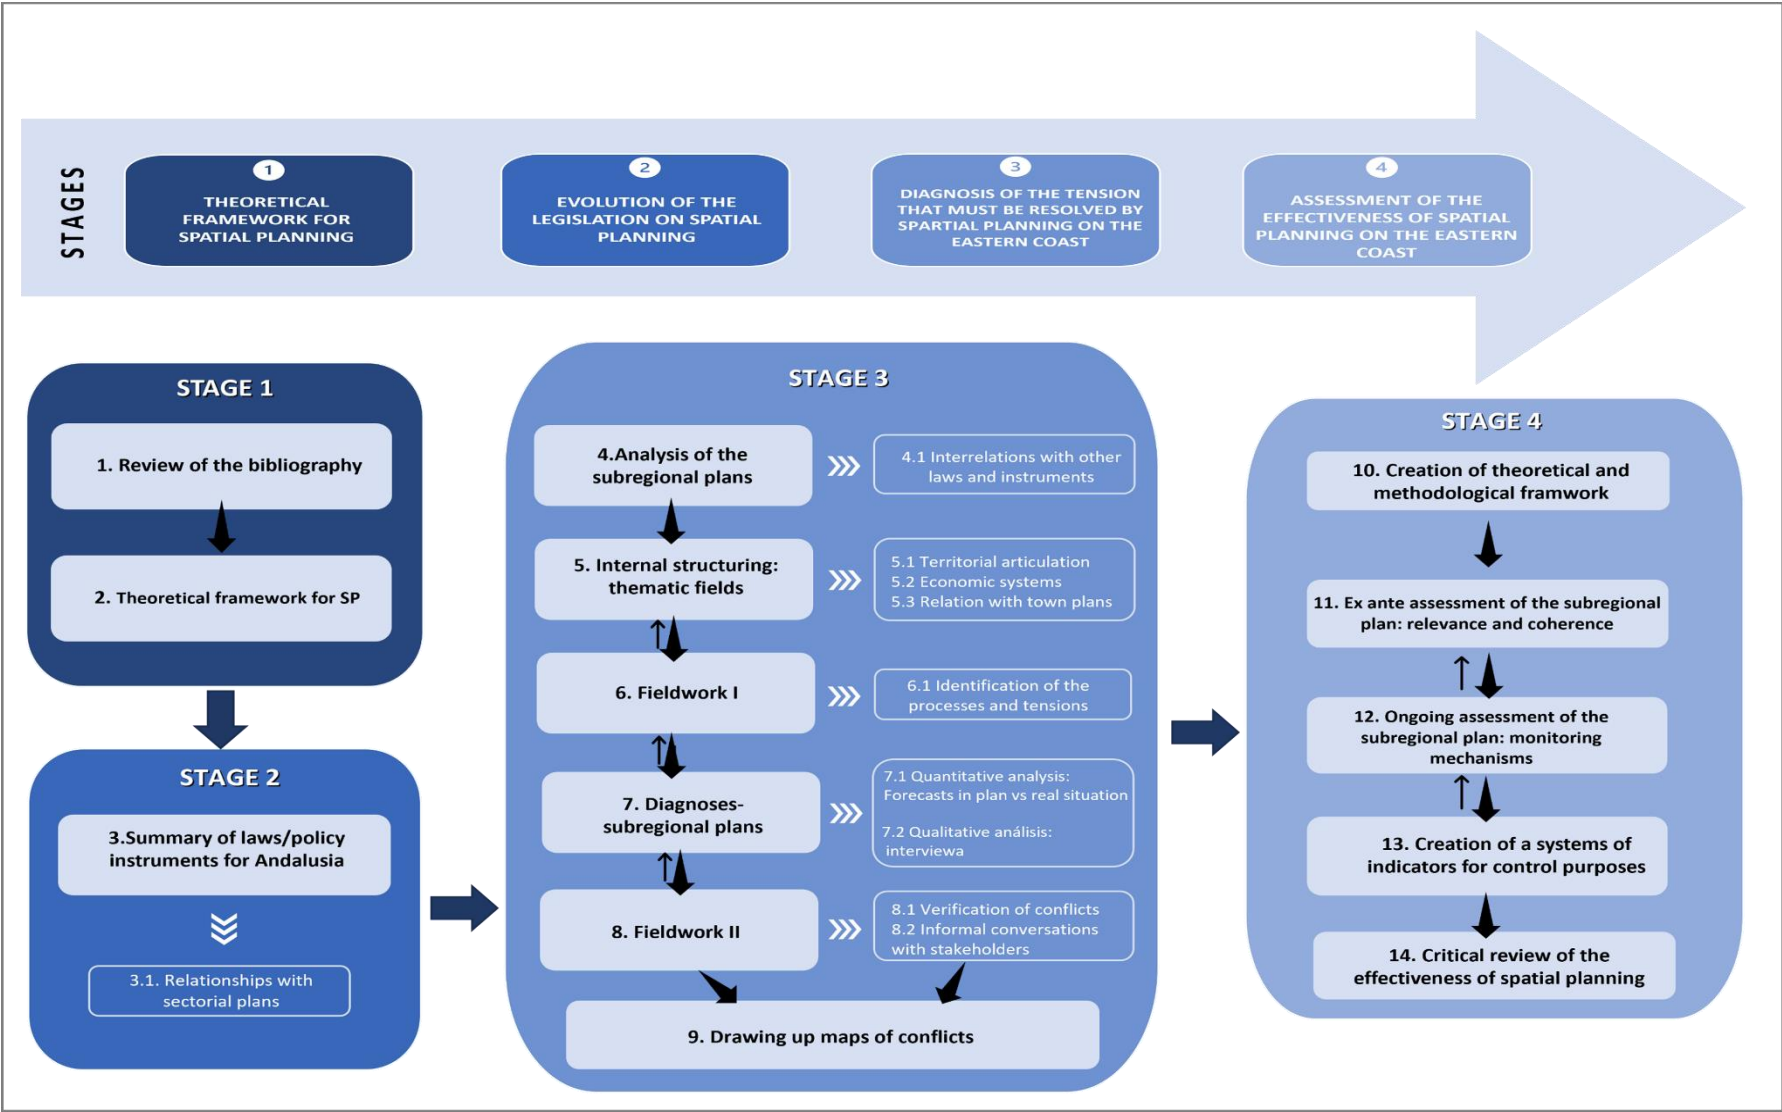 STAGES
1
THEORETICAL
FRAMEWORK FOR
SPATIAL PLANNING
2
EVOLUTION OF THE
LEGISLATION ON SPATIAL
PLANNING
3
DIAGNOSIS OF THE TENSION
THAT MUST BE RESOLVED BY
SPARTIAL PLANNING ON THE
EASTERN COAST
4
ASSESSMENT OF THE
EFFECTIVENESS OF SPATIAL
PLANNING ON THE EASTERN
COAST
STAGE 1
1. Review of the bibliography
2. Theoretical framework for SP
STAGE 2
3.Summary of laws/policy
instruments for Andalusia
3.1. Relationships with
sectorial plans
STAGE 3
4.Analysis of the
subregional plans
4.1 Interrelations with other
laws and instruments
5. Internal structuring:
thematic fields
5.1 Territorial articulation
5.2 Economic systems
5.3 Relation with town plans
6. Fieldwork I
6.1 Identification of the
processes and tensions
7. Diagnoses-
subregional plans
7.1 Quantitative analysis:
Forecasts in plan vs real situation
7.2 Qualitative análisis:
interviewa
8. Fieldwork II
8.1 Verification of conflicts
8.2 Informal conversations
with stakeholders
9. Drawing up maps of conflicts
STAGE 4
10. Creation of theoretical and
methodological framwork
11. Ex ante assessment of the subregional
plan: relevance and coherence
12. Ongoing assessment of the
subregional plan: monitoring
mechanisms
13. Creation of a systems of
indicators for control purposes
14. Critical review of the
effectiveness of spatial planning